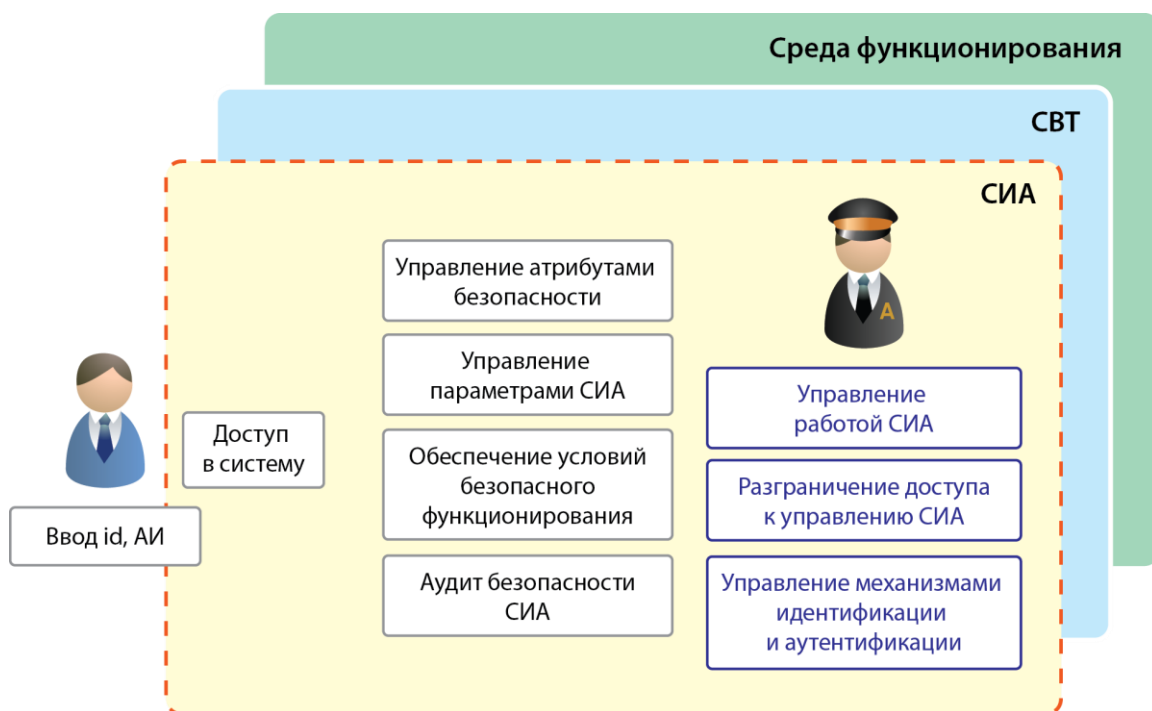 Среда функционирования
СВТ
СИА
Ввод id, АИ
Доступ
в систему
Управление атрибутами
безопасности
Управление
параметрами СИА
Обеспечение условий
безопасного
функционирования
Аудит безопасности
СИА
А
Управление
работой СИА
Разграничение доступа
к управлению СИА
Управление механизмами
идентификации
и аутентификации